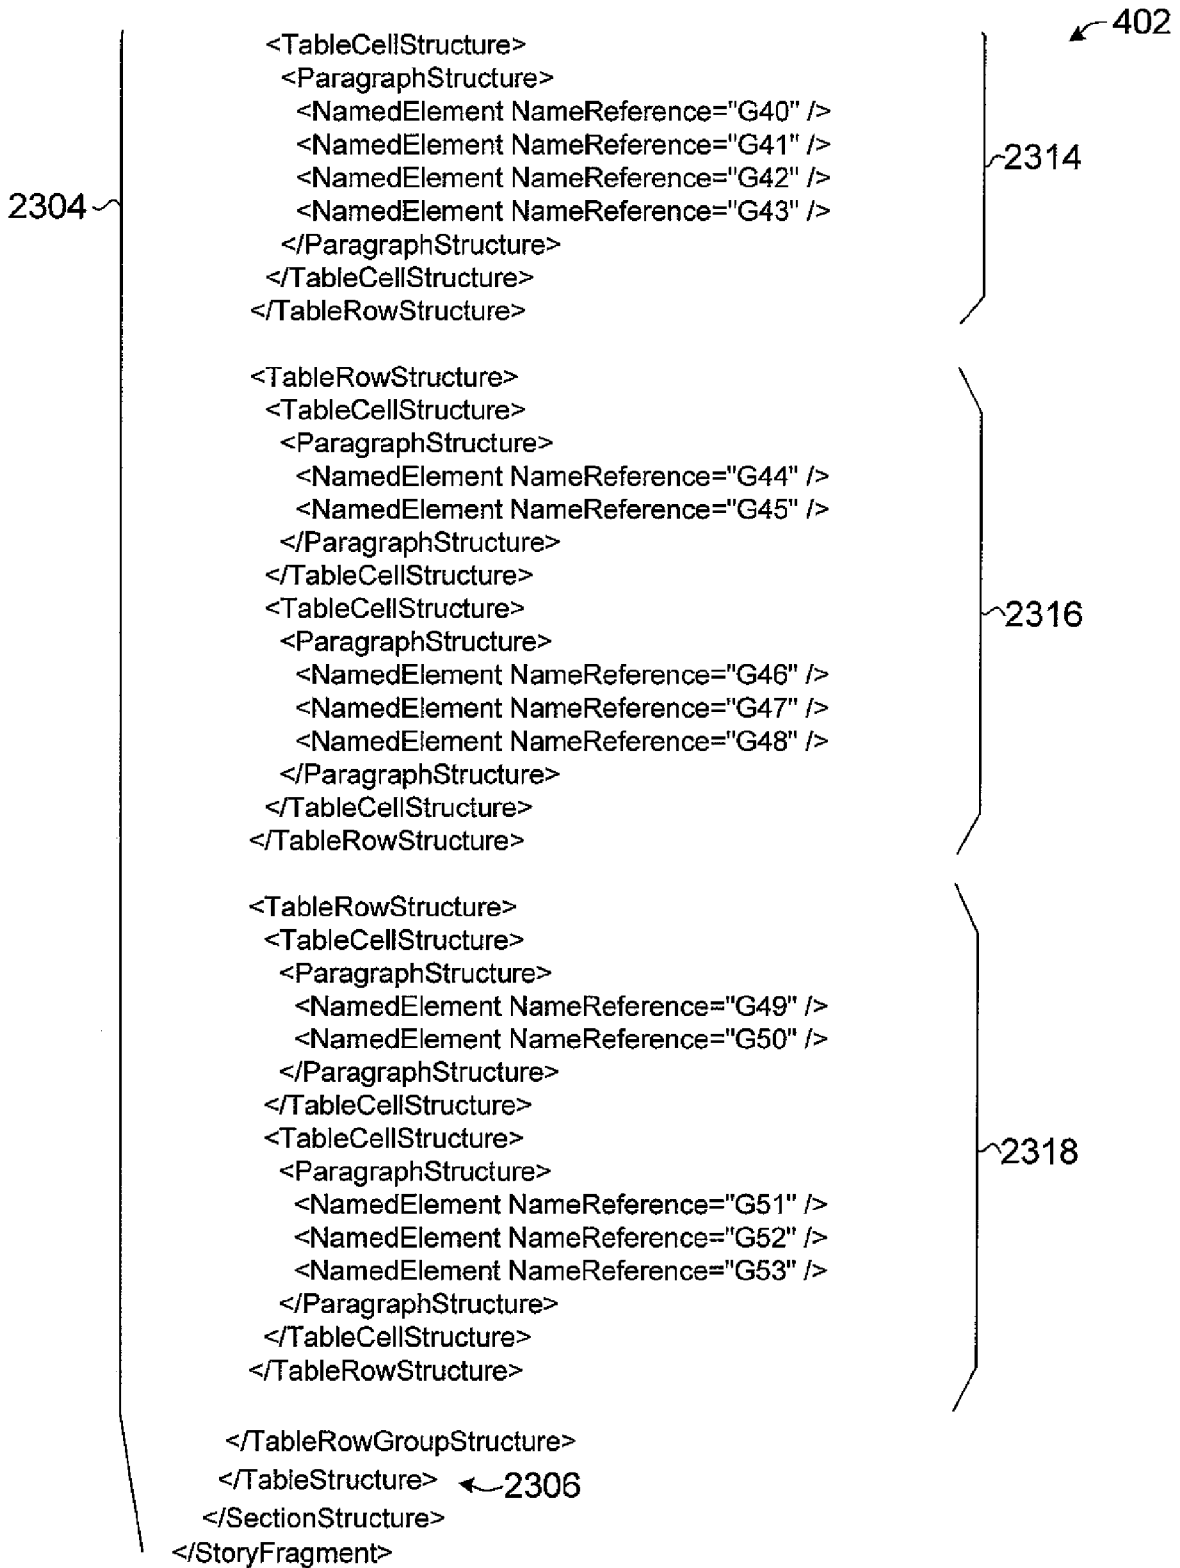 402
<TableCellStructure>
<ParagraphStructure>
<NamedElement NameReference="G40" />
<NamedElement NameReference="G41" />
2314
<NamedElement NameReference="G42" />
2304
<NamedElement NameReference="G43" />
</ParagraphStructure>
</TableCellStructure>
</TableRowStructure>
<TableRowStructure>
<TableCellStructure>
<ParagraphStructure>
<NamedElement NameReference="G44" />
<NamedElement NameReference="G45" />
</ParagraphStructure>
</TableCellStructure>
<TableCellStructure>
2316
<ParagraphStructure>
<NamedElement NameReference="G46" />
<NamedElement NameReference="G47" />
<NamedElement NameReference="G48" />
</ParagraphStructure>
</TableCellStructure>
</TableRowStructure>
<TableRowStructure>
<TableCellStructure>
<ParagraphStructure>
<NamedElement NameReference="G49" />
<NamedElement NameReference="G50" />
</ParagraphStructure>
</TableCellStructure>
<TableCellStructure>
2318
<ParagraphStructure>
<NamedElement NameReference="G51" />
<NamedElement NameReference="G52" />
<NamedElement NameReference="G53" />
</ParagraphStructure>
</TableCellStructure>
</TableRowStructure>
</TableRowGroupStructure>
</TableStructure> 2306
</SectionStructure>
</StoryFragment>